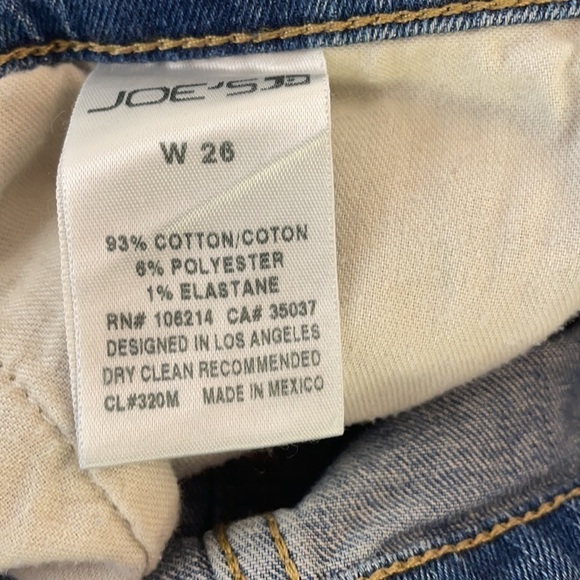 JOE'S
W 26
93% COTTON/COTON
6% POLYESTER
1% ELASTANE
RN# 106214 CA# 35037
DESIGNED IN LOS ANGELES
DRY CLEAN RECOMMENDED
CL#320M MADE IN MEXICO